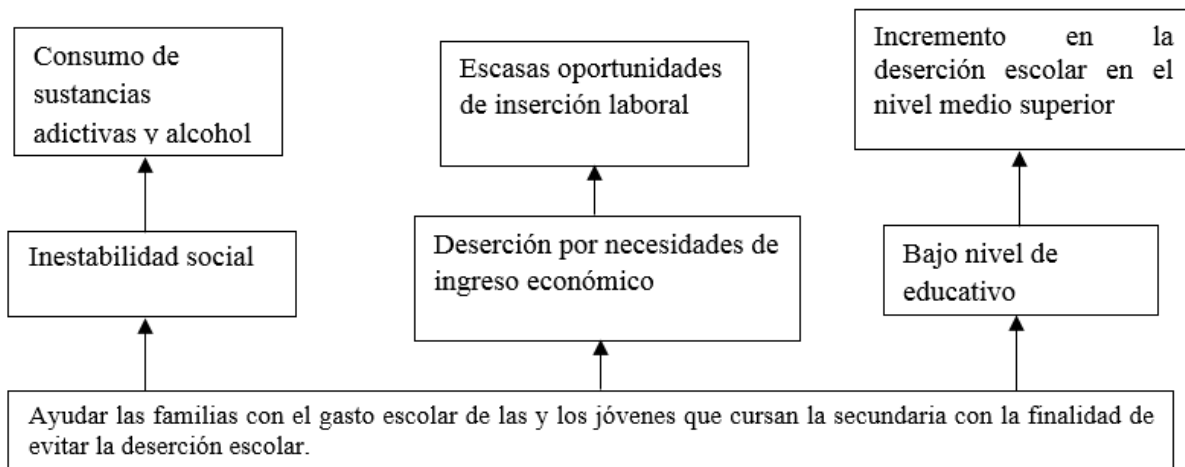 Consumo de
sustancias
adictivas y alcohol
Escasas oportunidades
de inserción laboral
Incremento en la
deserción escolar en el
nivel medio superior
Inestabilidad social
Deserción por necesidades de
ingreso económico
Bajo nivel de
educativo
Ayudar las familias con el gasto escolar de las y los jóvenes que cursan la secundaria con la finalidad de
evitar la deserción escolar.